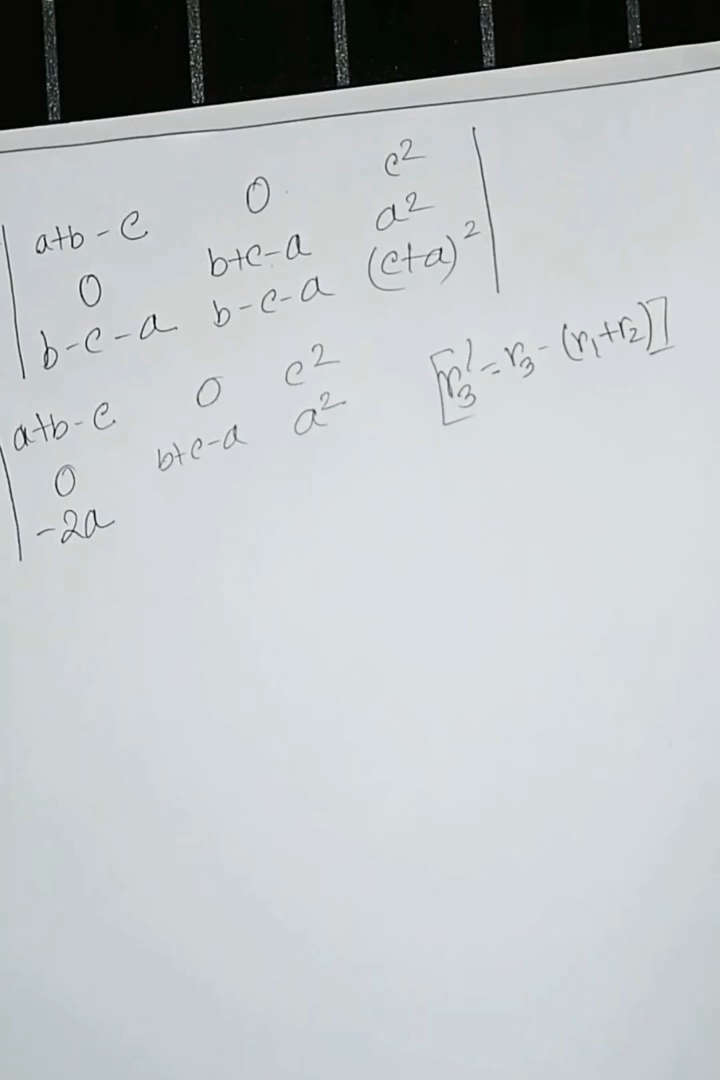 | a+b-c 0 c² |
| 0 b+c-a a² |
| b-c-a b-c-a (c+a)² |
| a+b-c 0 c² [r₃' = r₃ - (r₁+r₂)]
| 0 b+c-a a²
| -2a